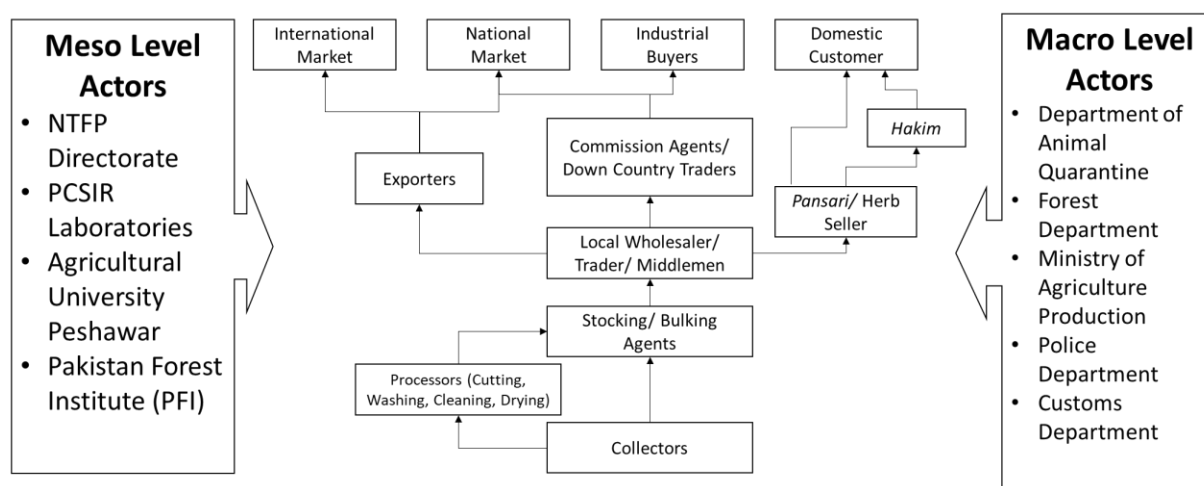 Meso Level
Actors
• NTFP
Directorate
• PCSIR
Laboratories
• Agricultural
University
Peshawar
• Pakistan Forest
Institute (PFI)
International
Market
National
Market
Industrial
Buyers
Domestic
Customer
Hakim
Commission Agents/
Down Country Traders
Exporters
Pansari/ Herb
Seller
Local Wholesaler/
Trader/ Middlemen
Stocking/ Bulking
Agents
Processors (Cutting,
Washing, Cleaning, Drying)
Collectors
Macro Level
Actors
• Department of
Animal
Quarantine
• Forest
Department
• Ministry of
Agriculture
Production
• Police
Department
• Customs
Department